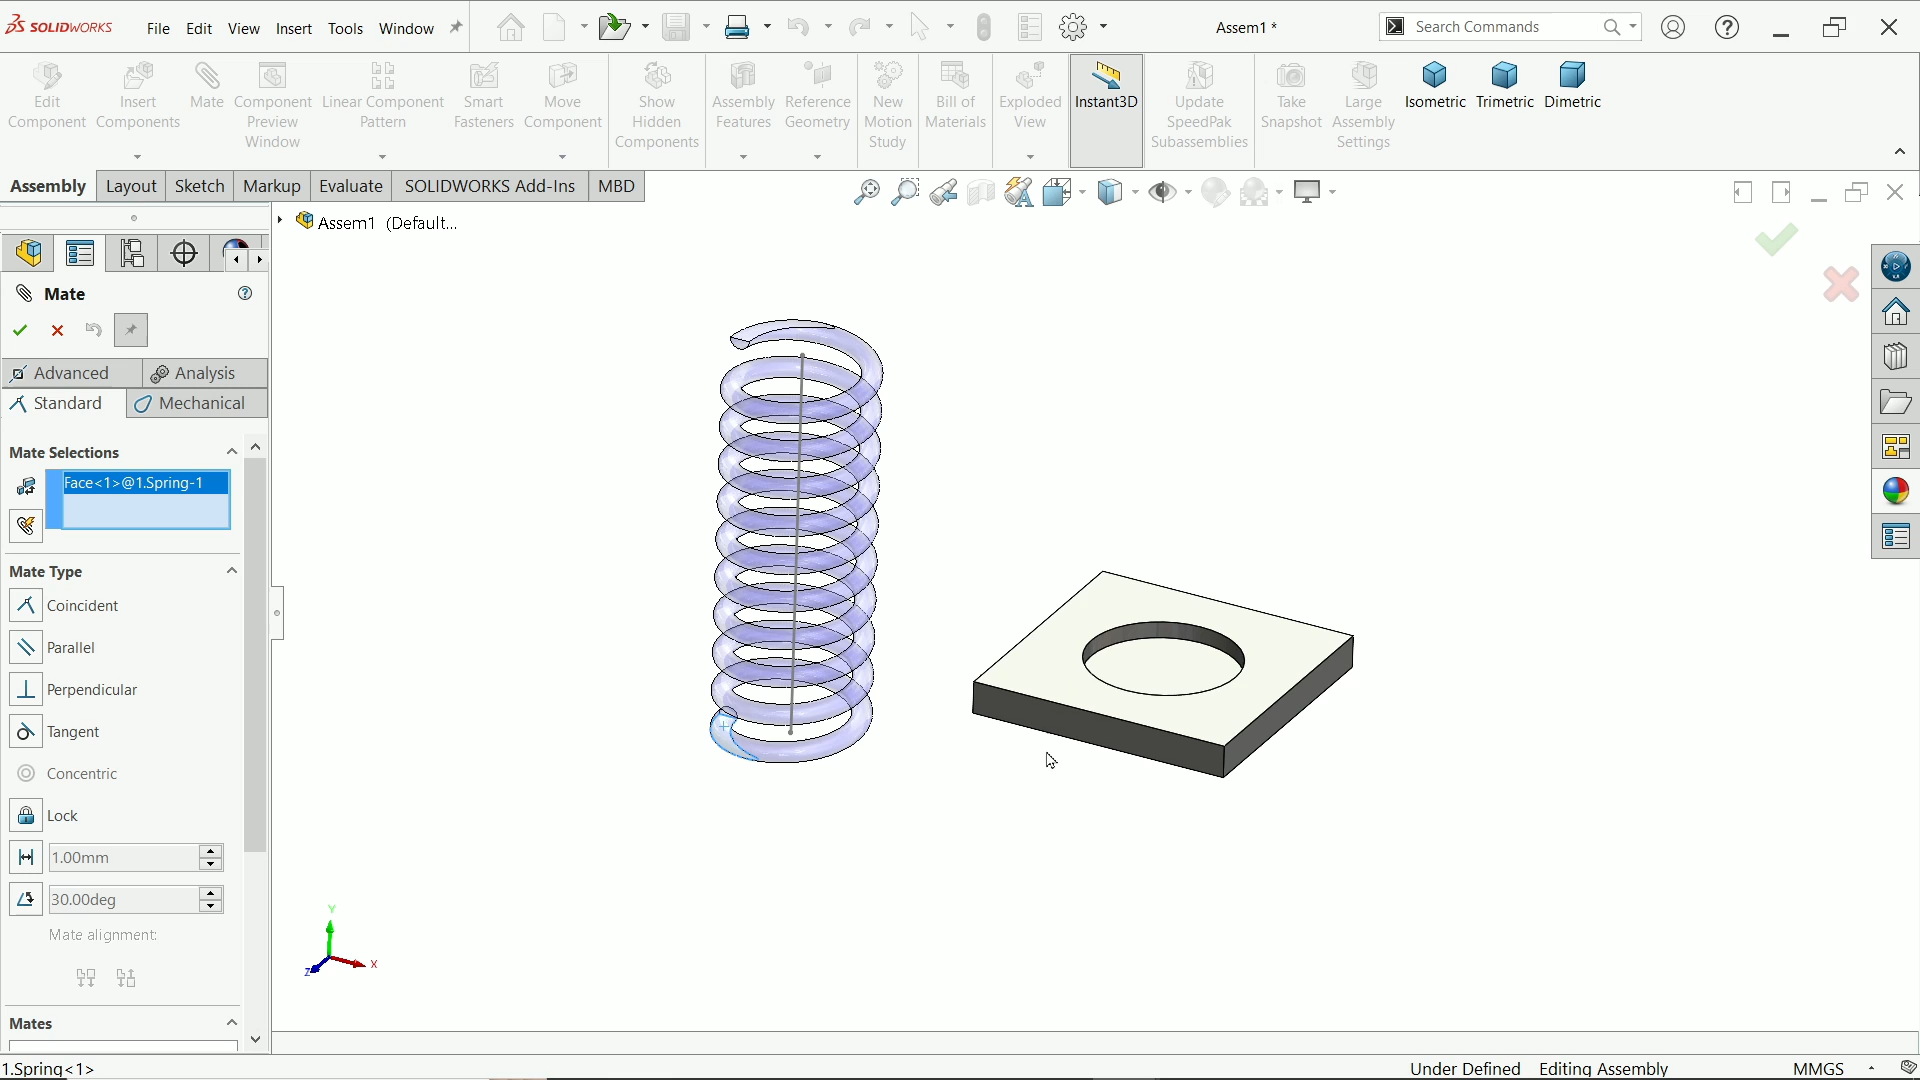 SOLIDWORKS
File Edit View Insert Tools Window
Assem1 *
Search Commands
Edit Component
Insert Components
Mate
Component Preview Window
Linear Component Pattern
Smart Fasteners
Move Component
Show Hidden Components
Assembly Features
Reference Geometry
New Motion Study
Bill of Materials
Exploded View
Instant3D
Update SpeedPak Subassemblies
Take Snapshot
Large Assembly Settings
Isometric
Trimetric
Dimetric
Assembly Layout Sketch Markup Evaluate SOLIDWORKS Add-Ins MBD
Assem1 (Default...
Mate
Advanced Analysis
Standard Mechanical
Mate Selections
Face<1>@1.Spring-1
Mate Type
Coincident
Parallel
Perpendicular
Tangent
Concentric
Lock
1.00mm
30.00deg
Mate alignment:
Mates
Y
X
Z
1.Spring<1>
Under Defined Editing Assembly MMGS